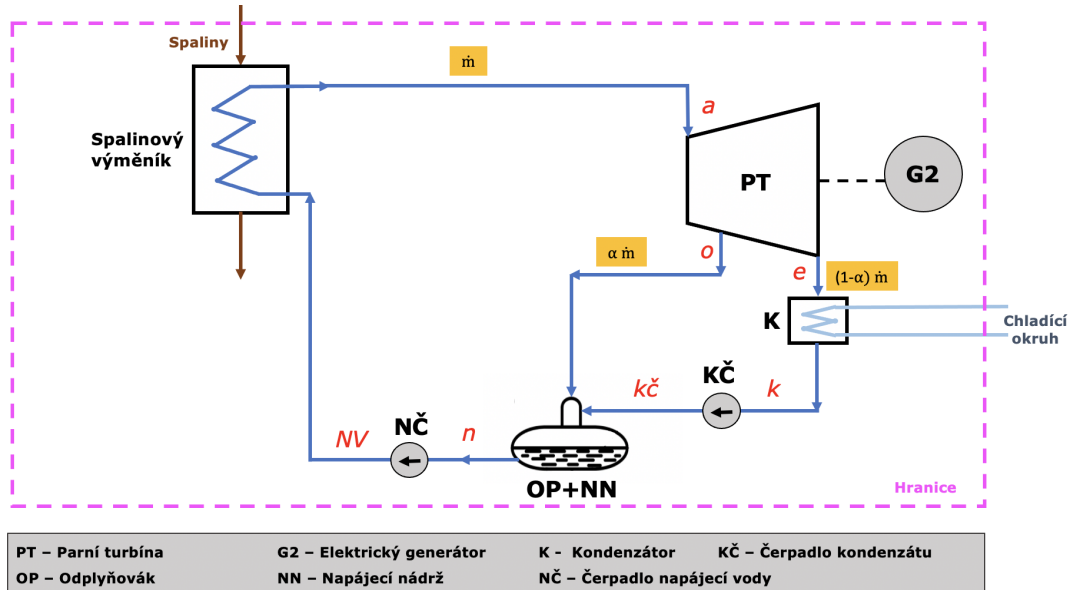 Spaliny
ṁ
a
Spalinový
výměník
PT
G2
α ṁ
o
e
(1-α) ṁ
K
Chladící
okruh
kč
KČ
k
NV
NČ
n
OP+NN
Hranice
PT – Parní turbína
G2 – Elektrický generátor
K - Kondenzátor
KČ – Čerpadlo kondenzátu
OP – Odplyňovák
NN – Napájecí nádrž
NČ – Čerpadlo napájecí vody